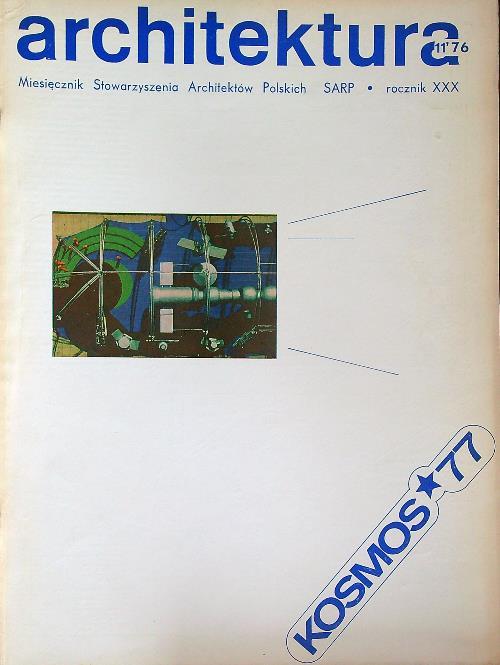 architektura
11'76
Miesięcznik Stowarzyszenia Architektów Polskich SARP • rocznik XXX
KOSMOS★77